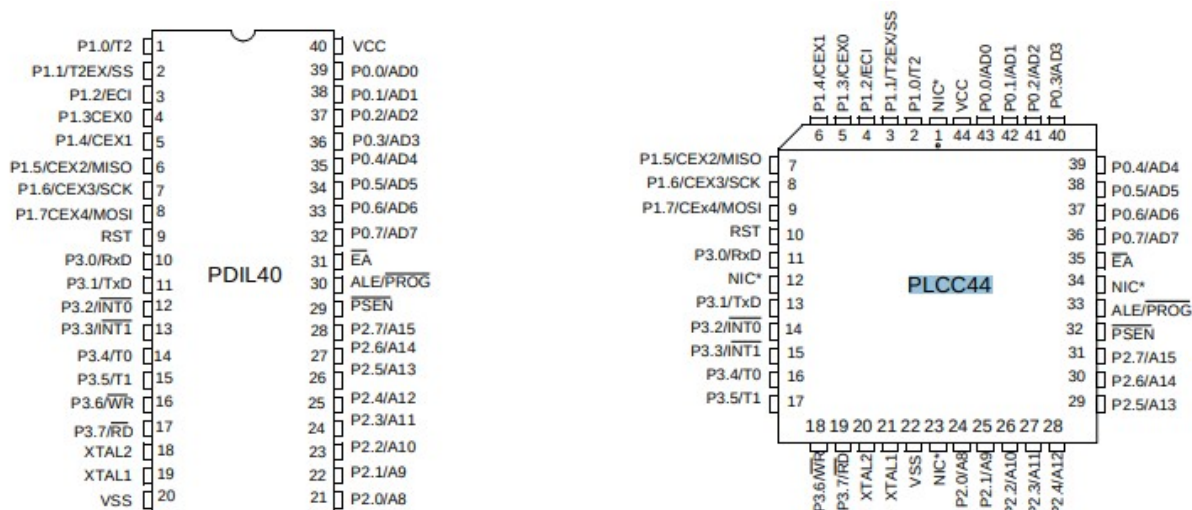 P1.0/T2 1 40 VCC
P1.1/T2EX/SS 2 39 P0.0/AD0
P1.2/ECI 3 38 P0.1/AD1
P1.3CEX0 4 37 P0.2/AD2
P1.4/CEX1 5 36 P0.3/AD3
P1.5/CEX2/MISO 6 35 P0.4/AD4
P1.6/CEX3/SCK 7 34 P0.5/AD5
P1.7CEX4/MOSI 8 33 P0.6/AD6
RST 9 32 P0.7/AD7
P3.0/RxD 10 31 EA
PDIL40
P3.1/TxD 11 30 ALE/PROG
P3.2/INT0 12 29 PSEN
P3.3/INT1 13 28 P2.7/A15
P3.4/T0 14 27 P2.6/A14
P3.5/T1 15 26 P2.5/A13
P3.6/WR 16 25 P2.4/A12
P3.7/RD 17 24 P2.3/A11
XTAL2 18 23 P2.2/A10
XTAL1 19 22 P2.1/A9
VSS 20 21 P2.0/A8
P1.4/CEX1
P1.3/CEX0
P1.2/ECI
P1.1/T2EX/SS
P1.0/T2
NIC*
VCC
P0.0/AD0
P0.1/AD1
P0.2/AD2
P0.3/AD3
6 5 4 3 2 1 44 43 42 41 40
P1.5/CEX2/MISO 7 39 P0.4/AD4
P1.6/CEX3/SCK 8 38 P0.5/AD5
P1.7/CEx4/MOSI 9 37 P0.6/AD6
RST 10 36 P0.7/AD7
P3.0/RxD 11 35 EA
NIC* 12 34 NIC*
PLCC44
P3.1/TxD 13 33 ALE/PROG
P3.2/INT0 14 32 PSEN
P3.3/INT1 15 31 P2.7/A15
P3.4/T0 16 30 P2.6/A14
P3.5/T1 17 29 P2.5/A13
18 19 20 21 22 23 24 25 26 27 28
P3.6/WR
P3.7/RD
XTAL2
XTAL1
VSS
NIC*
P2.0/A8
P2.1/A9
P2.2/A10
P2.3/A11
P2.4/A12